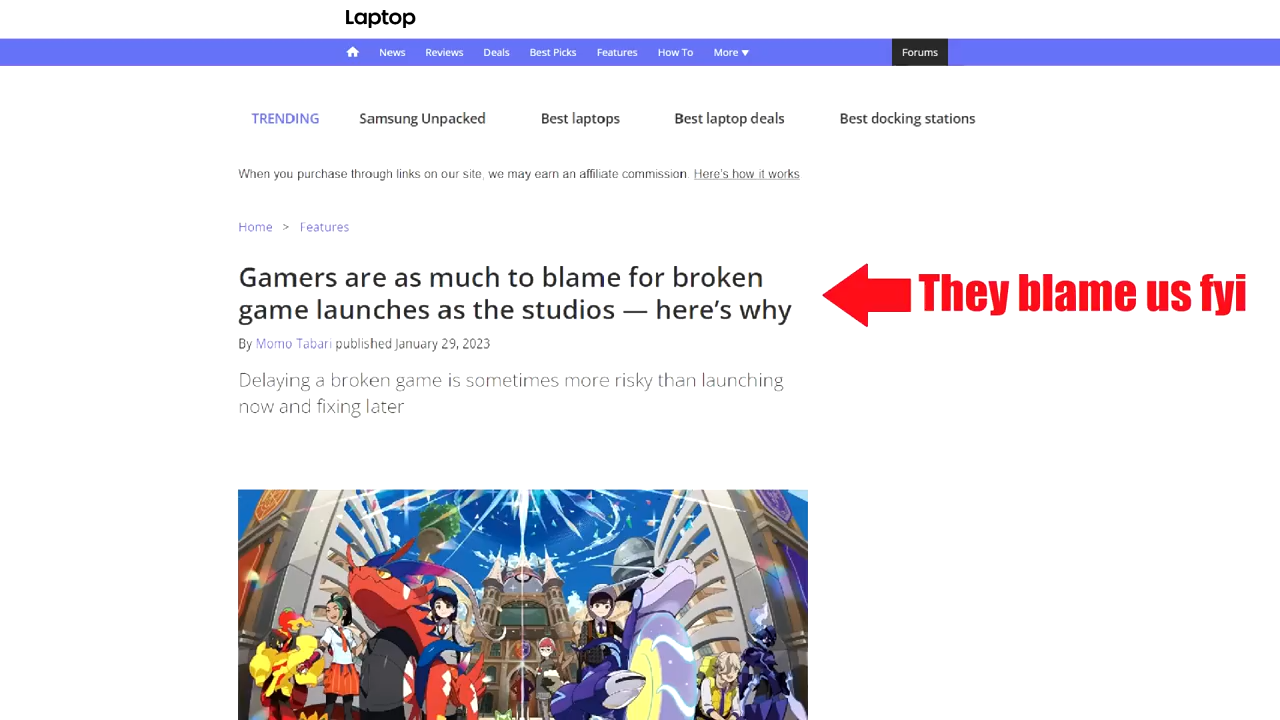 Laptop
News Reviews Deals Best Picks Features How To More ▼ Forums
TRENDING Samsung Unpacked Best laptops Best laptop deals Best docking stations
When you purchase through links on our site, we may earn an affiliate commission. Here's how it works
Home > Features
Gamers are as much to blame for broken
game launches as the studios — here's why
They blame us fyi
By Momo Tabari published January 29, 2023
Delaying a broken game is sometimes more risky than launching
now and fixing later